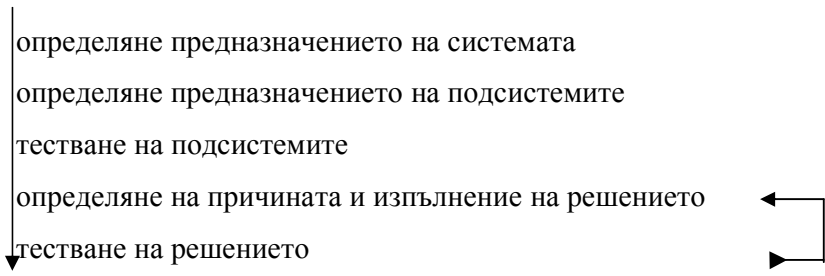 определяне предназначението на системата
определяне предназначението на подсистемите
тестване на подсистемите
определяне на причината и изпълнение на решението
тестване на решението